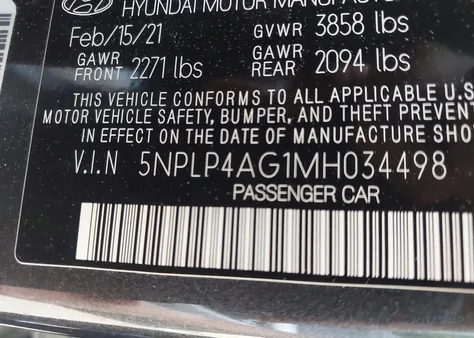 HYUNDAI MOTOR MANUFACTUR
Feb/15/21 GVWR 3858 lbs
GAWR FRONT 2271 lbs GAWR REAR 2094 lbs
THIS VEHICLE CONFORMS TO ALL APPLICABLE U.S
MOTOR VEHICLE SAFETY, BUMPER, AND THEFT PREVENT
IN EFFECT ON THE DATE OF MANUFACTURE SHO
V.I.N 5NPLP4AG1MH034498
PASSENGER CAR